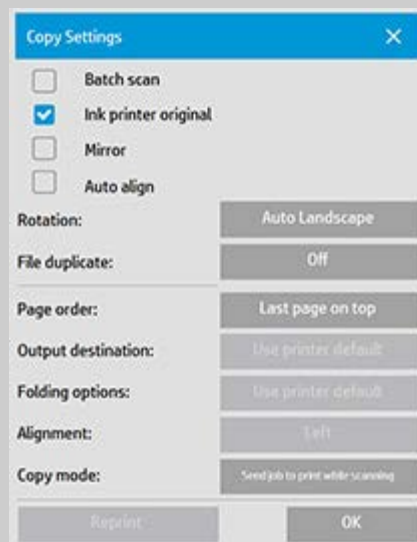 Copy Settings
Batch scan
Ink printer original
Mirror
Auto align
Rotation: Auto Landscape
File duplicate: Off
Page order: Last page on top
Output destination: Use printer default
Folding options: Use printer default
Alignment: Left
Copy mode: Send job to print while scanning
Reprint OK